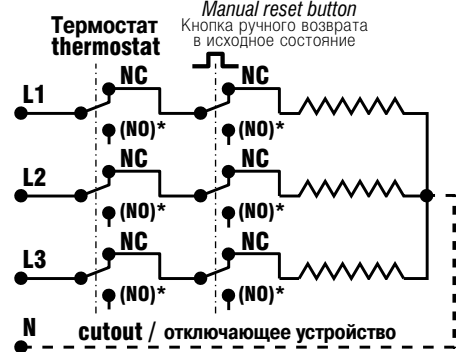 Manual reset button
Термостат Кнопка ручного возврата
thermostat в исходное состояние
NC NC
L1
(NO)* (NO)*
NC NC
L2
(NO)* (NO)*
NC NC
L3
(NO)* (NO)*
N cutout / отключающее устройство